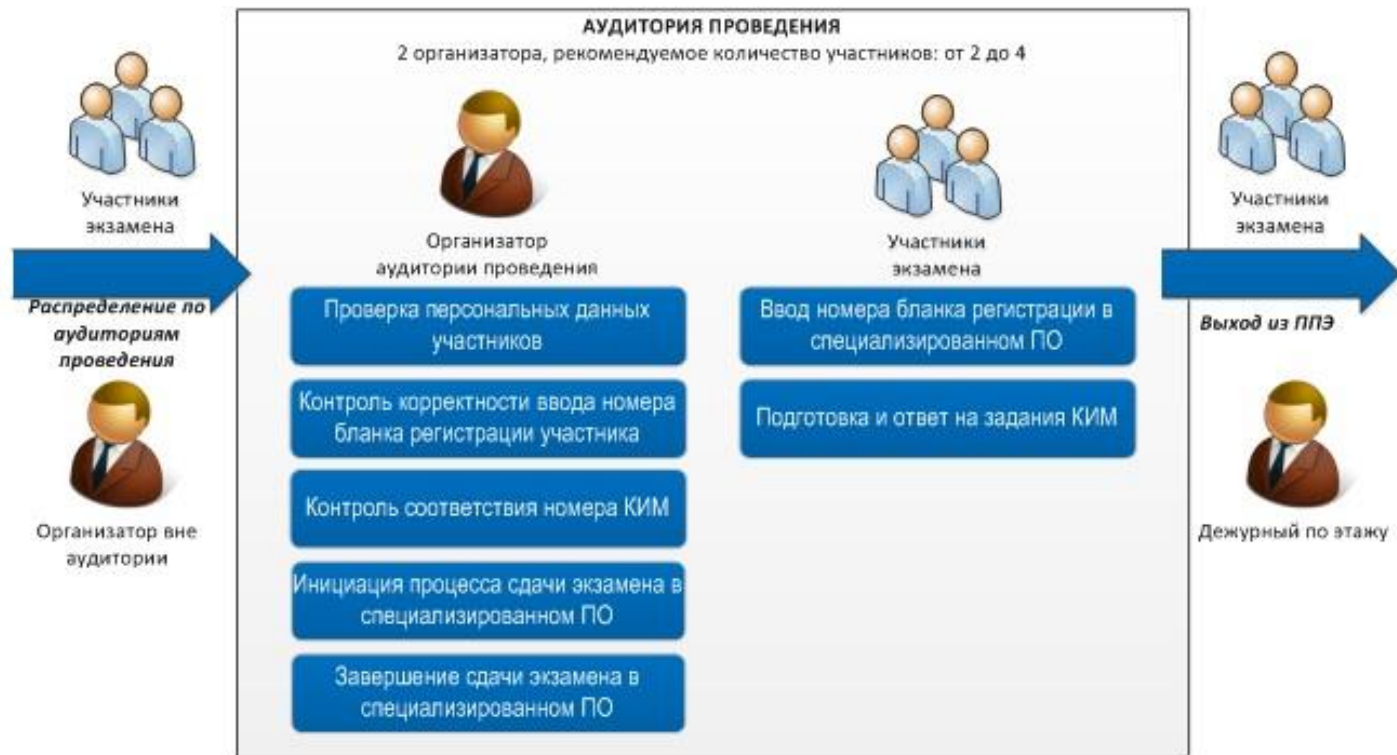 АУДИТОРИЯ ПРОВЕДЕНИЯ
2 организатора, рекомендуемое количество участников: от 2 до 4
Участники
экзамена
Распределение по
аудиториям
проведения
Организатор вне
аудитории
Организатор
аудитории проведения
Проверка персональных данных
участников
Контроль корректности ввода номера
бланка регистрации участника
Контроль соответствия номера КИМ
Инициация процесса сдачи экзамена в
специализированном ПО
Завершение сдачи экзамена в
специализированном ПО
Участники
экзамена
Ввод номера бланка регистрации в
специализированном ПО
Подготовка и ответ на задания КИМ
Участники
экзамена
Выход из ППЭ
Дежурный по этажу